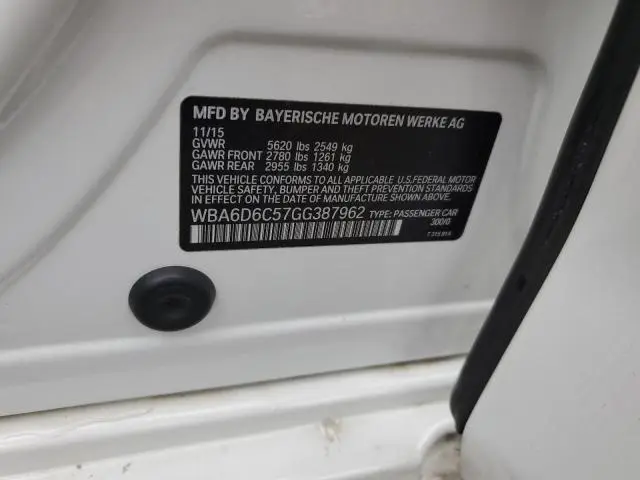 MFD BY BAYERISCHE MOTOREN WERKE AG
11/15
GVWR 5620 lbs 2549 kg
GAWR FRONT 2780 lbs 1261 kg
GAWR REAR 2955 lbs 1340 kg
THIS VEHICLE CONFORMS TO ALL APPLICABLE U.S.FEDERAL MOTOR
VEHICLE SAFETY, BUMPER AND THEFT PREVENTION STANDARDS
IN EFFECT ON THE DATE OF MANUFACTURE SHOWN ABOVE.
WBA6D6C57GG387962 TYPE: PASSENGER CAR
300/0